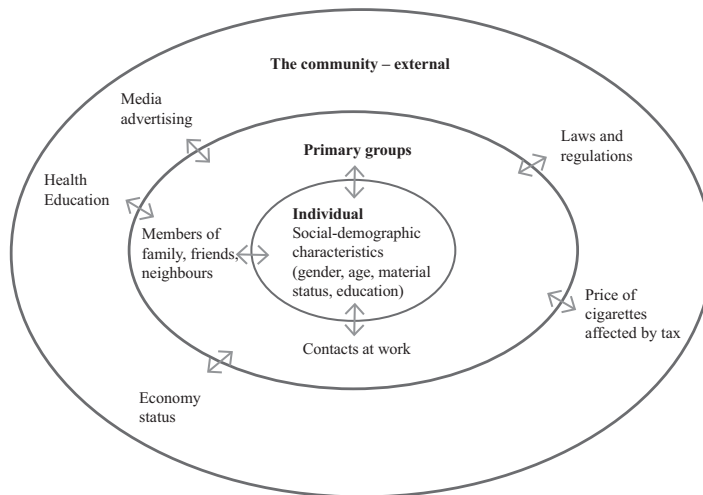 The community – external
Media
advertising
Laws and
regulations
Primary groups
Health
Education
Individual
Social-demographic
characteristics
(gender, age, material
status, education)
Members of
family, friends,
neighbours
Price of
cigarettes
affected by tax
Contacts at work
Economy
status